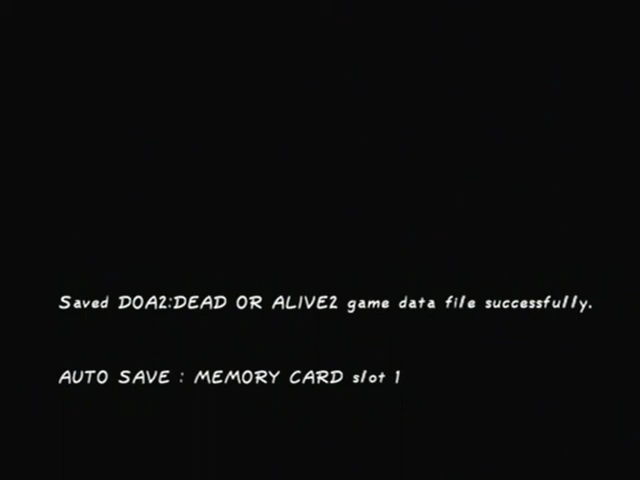 Saved DOA2:DEAD OR ALIVE2 game data file successfully.
AUTO SAVE : MEMORY CARD slot 1